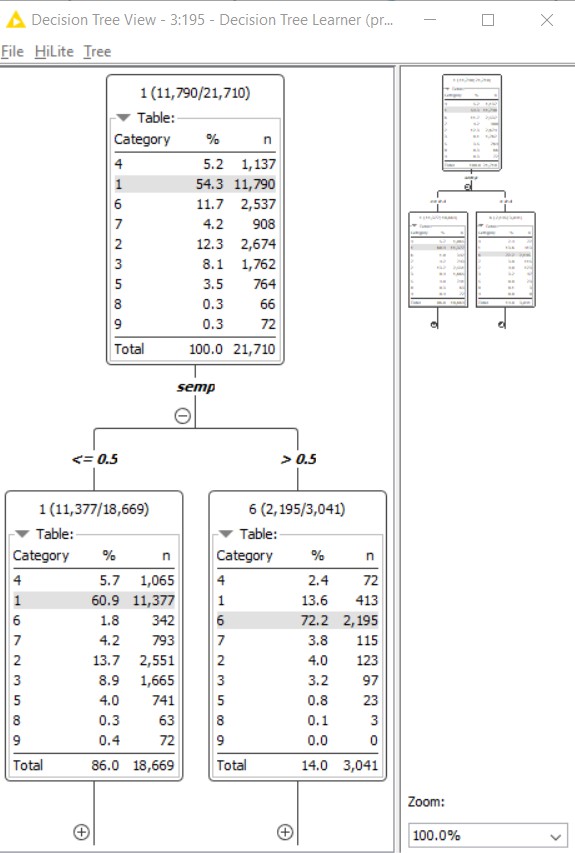 Decision Tree View - 3:195 - Decision Tree Learner (pr...
File HiLite Tree
1 (11,790/21,710)
Table:
Category % n
4 5.2 1,137
1 54.3 11,790
6 11.7 2,537
7 4.2 908
2 12.3 2,674
3 8.1 1,762
5 3.5 764
8 0.3 66
9 0.3 72
Total 100.0 21,710
semp
<= 0.5
> 0.5
1 (11,377/18,669)
Table:
Category % n
4 5.7 1,065
1 60.9 11,377
6 1.8 342
7 4.2 793
2 13.7 2,551
3 8.9 1,665
5 4.0 741
8 0.3 63
9 0.4 72
Total 86.0 18,669
6 (2,195/3,041)
Table:
Category % n
4 2.4 72
1 13.6 413
6 72.2 2,195
7 3.8 115
2 4.0 123
3 3.2 97
5 0.8 23
8 0.1 3
9 0.0 0
Total 14.0 3,041
Zoom:
100.0%